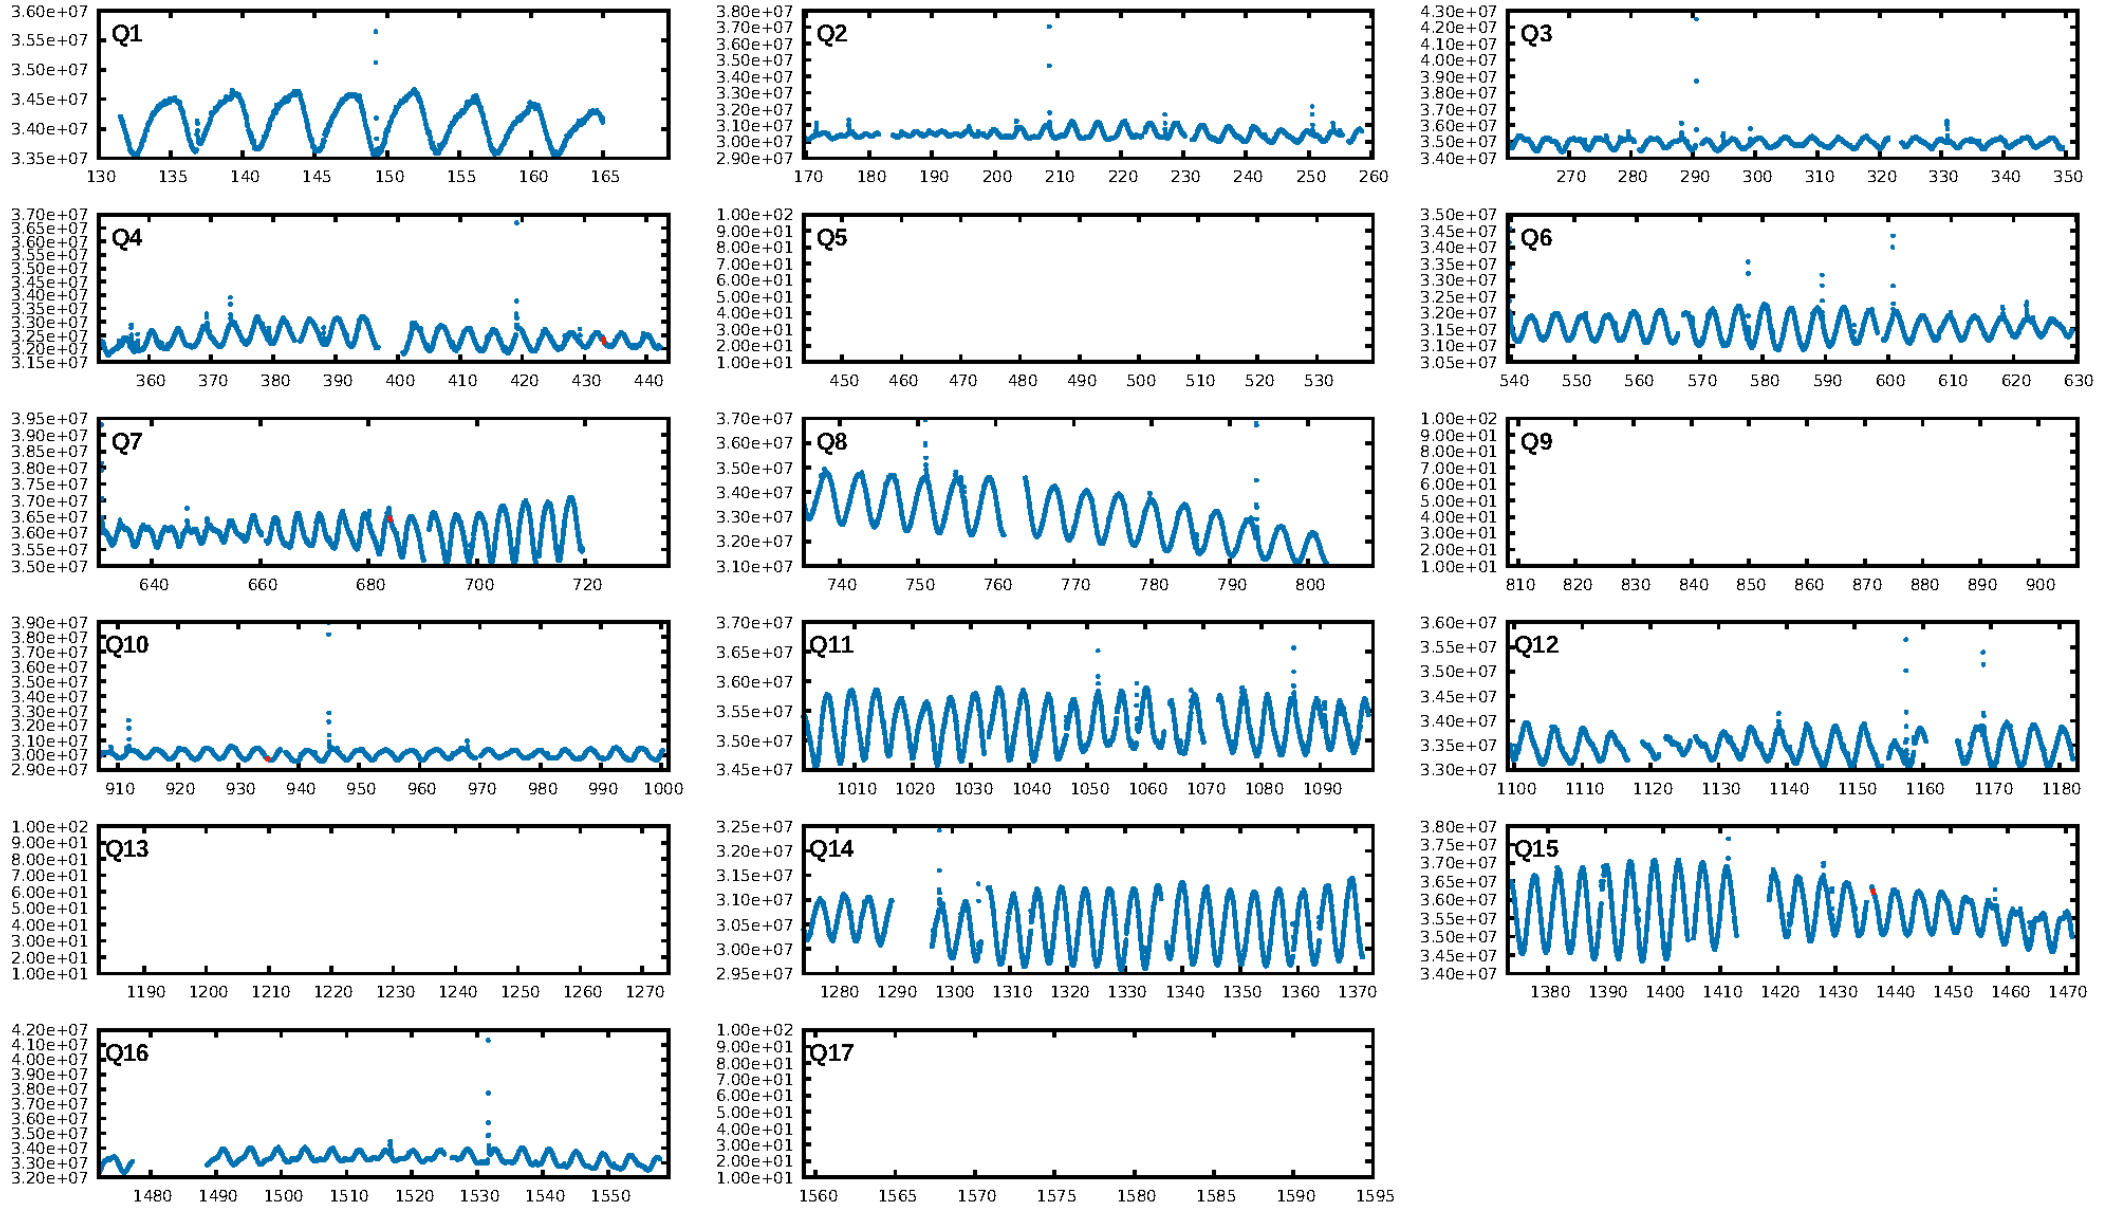 3.60e+07
3.55e+07
3.50e+07
3.45e+07
3.40e+07
3.35e+07
Q1
130 135 140 145 150 155 160 165
3.80e+07
3.70e+07
3.60e+07
3.50e+07
3.40e+07
3.30e+07
3.20e+07
3.10e+07
3.00e+07
2.90e+07
Q2
170 180 190 200 210 220 230 240 250 260
4.30e+07
4.20e+07
4.10e+07
4.00e+07
3.90e+07
3.80e+07
3.70e+07
3.60e+07
3.50e+07
3.40e+07
Q3
270 280 290 300 310 320 330 340 350
3.70e+07
3.65e+07
3.60e+07
3.55e+07
3.50e+07
3.45e+07
3.40e+07
3.35e+07
3.30e+07
3.25e+07
3.20e+07
3.15e+07
Q4
360 370 380 390 400 410 420 430 440
1.00e+02
9.00e+01
8.00e+01
7.00e+01
6.00e+01
5.00e+01
4.00e+01
3.00e+01
2.00e+01
1.00e+01
Q5
450 460 470 480 490 500 510 520 530
3.50e+07
3.45e+07
3.40e+07
3.35e+07
3.30e+07
3.25e+07
3.20e+07
3.15e+07
3.10e+07
3.05e+07
Q6
540 550 560 570 580 590 600 610 620 630
3.95e+07
3.90e+07
3.85e+07
3.80e+07
3.75e+07
3.70e+07
3.65e+07
3.60e+07
3.55e+07
3.50e+07
Q7
640 660 680 700 720
3.70e+07
3.60e+07
3.50e+07
3.40e+07
3.30e+07
3.20e+07
3.10e+07
Q8
740 750 760 770 780 790 800
1.00e+02
9.00e+01
8.00e+01
7.00e+01
6.00e+01
5.00e+01
4.00e+01
3.00e+01
2.00e+01
1.00e+01
Q9
810 820 830 840 850 860 870 880 890 900
3.90e+07
3.80e+07
3.70e+07
3.60e+07
3.50e+07
3.40e+07
3.30e+07
3.20e+07
3.10e+07
3.00e+07
2.90e+07
Q10
910 920 930 940 950 960 970 980 990 1000
3.70e+07
3.65e+07
3.60e+07
3.55e+07
3.50e+07
3.45e+07
Q11
1010 1020 1030 1040 1050 1060 1070 1080 1090
3.60e+07
3.55e+07
3.50e+07
3.45e+07
3.40e+07
3.35e+07
3.30e+07
Q12
1100 1110 1120 1130 1140 1150 1160 1170 1180
1.00e+02
9.00e+01
8.00e+01
7.00e+01
6.00e+01
5.00e+01
4.00e+01
3.00e+01
2.00e+01
1.00e+01
Q13
1190 1200 1210 1220 1230 1240 1250 1260 1270
3.25e+07
3.20e+07
3.15e+07
3.10e+07
3.05e+07
3.00e+07
2.95e+07
Q14
1280 1290 1300 1310 1320 1330 1340 1350 1360 1370
3.80e+07
3.75e+07
3.70e+07
3.65e+07
3.60e+07
3.55e+07
3.50e+07
3.45e+07
3.40e+07
Q15
1380 1390 1400 1410 1420 1430 1440 1450 1460 1470
4.20e+07
4.10e+07
4.00e+07
3.90e+07
3.80e+07
3.70e+07
3.60e+07
3.50e+07
3.40e+07
3.30e+07
3.20e+07
Q16
1480 1490 1500 1510 1520 1530 1540 1550
1.00e+02
9.00e+01
8.00e+01
7.00e+01
6.00e+01
5.00e+01
4.00e+01
3.00e+01
2.00e+01
1.00e+01
Q17
1560 1565 1570 1575 1580 1585 1590 1595